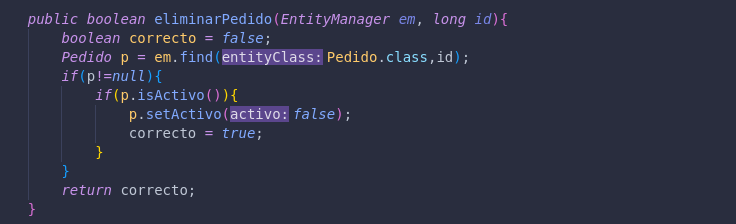 public boolean eliminarPedido(EntityManager em, long id){
boolean correcto = false;
Pedido p = em.find(entityClass: Pedido.class,id);
if(p!=null){
if(p.isActivo()){
p.setActivo(activo: false);
correcto = true;
}
}
return correcto;
}